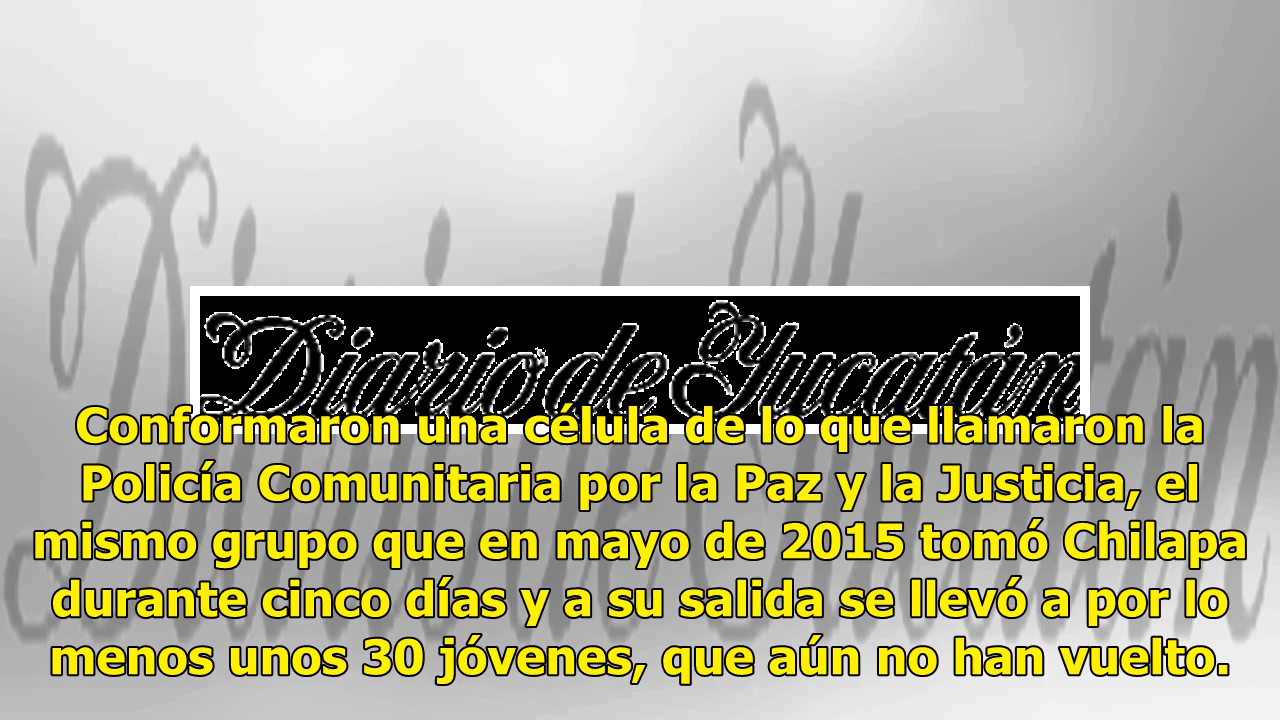 Diario de Yucatán
Conformaron una célula de lo que llamaron la
Policía Comunitaria por la Paz y la Justicia, el
mismo grupo que en mayo de 2015 tomó Chilapa
durante cinco días y a su salida se llevó a por lo
menos unos 30 jóvenes, que aún no han vuelto.